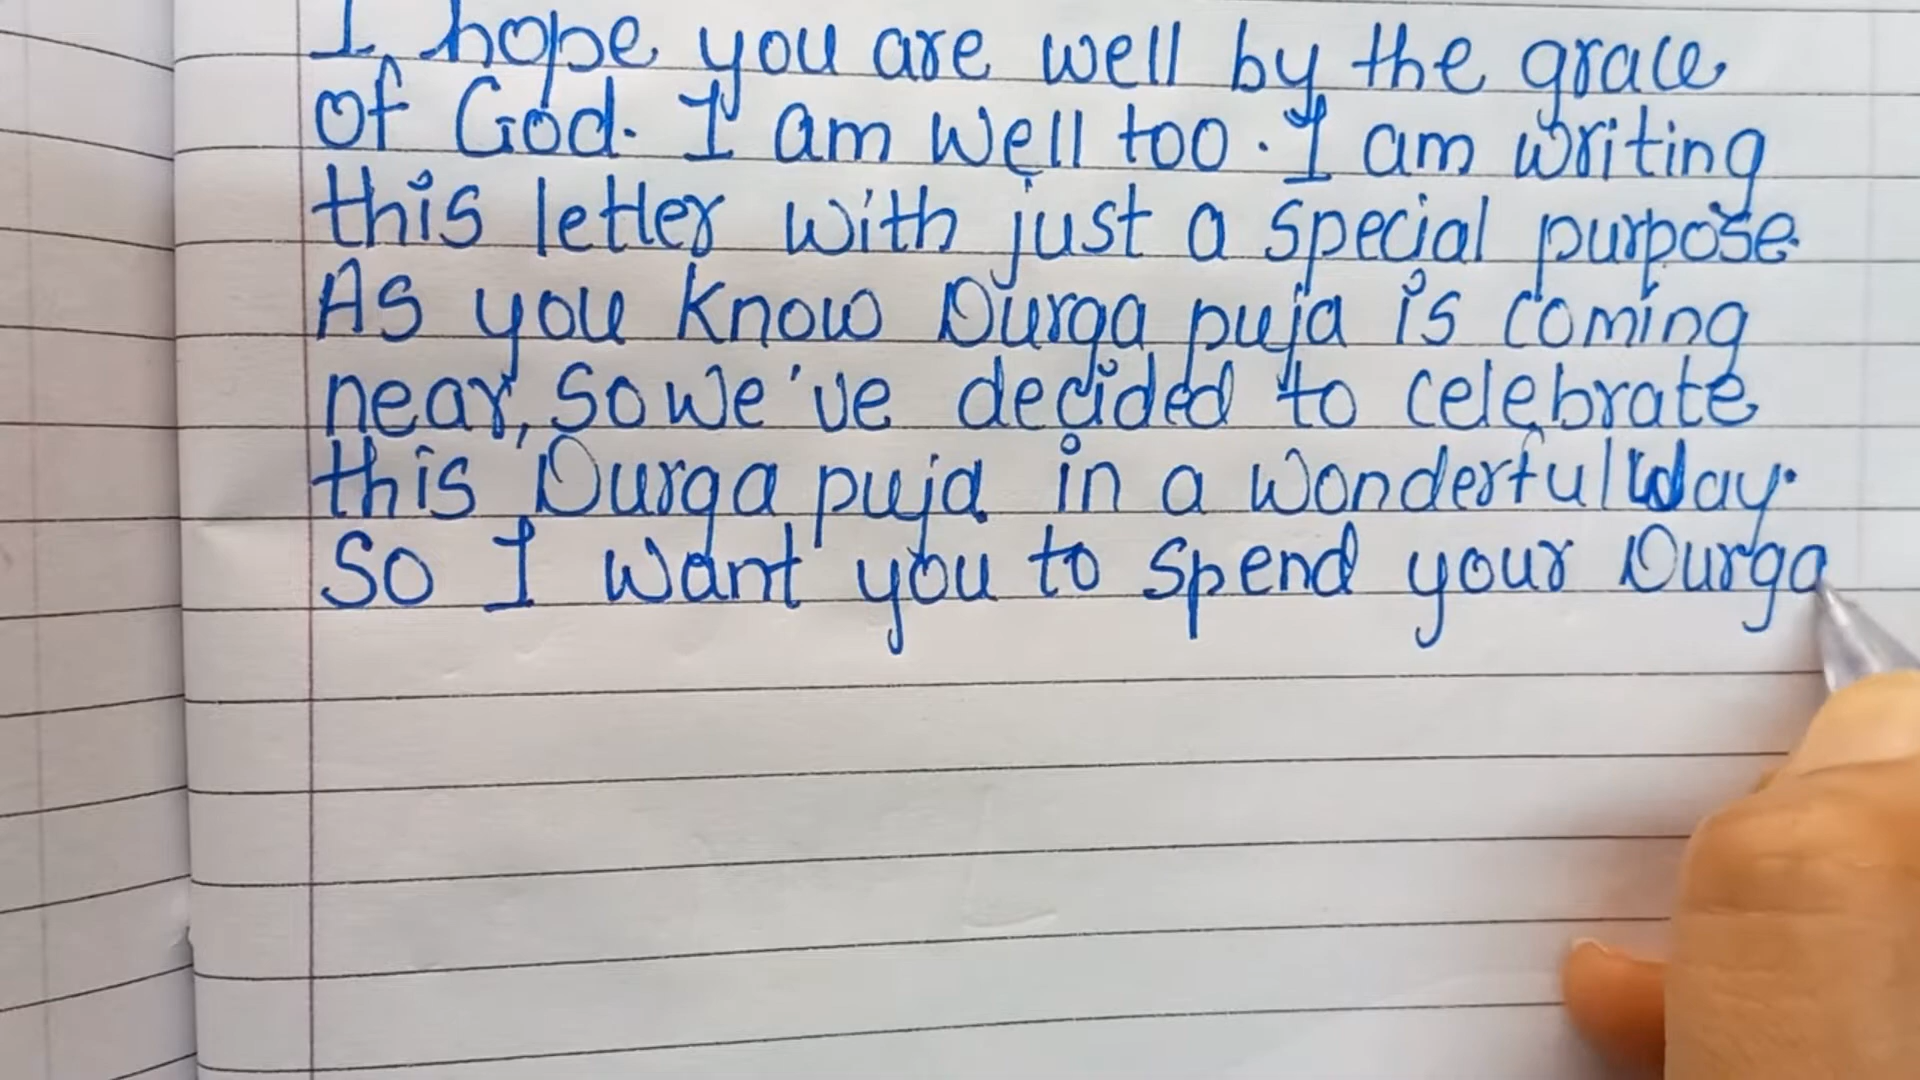 I hope you are well by the grace
of God. I am well too. I am writing
this letter with just a special purpose.
As you know Durga puja is coming
near, so we've decided to celebrate
this Durga puja in a wonderful way.
So I want you to spend your Durga